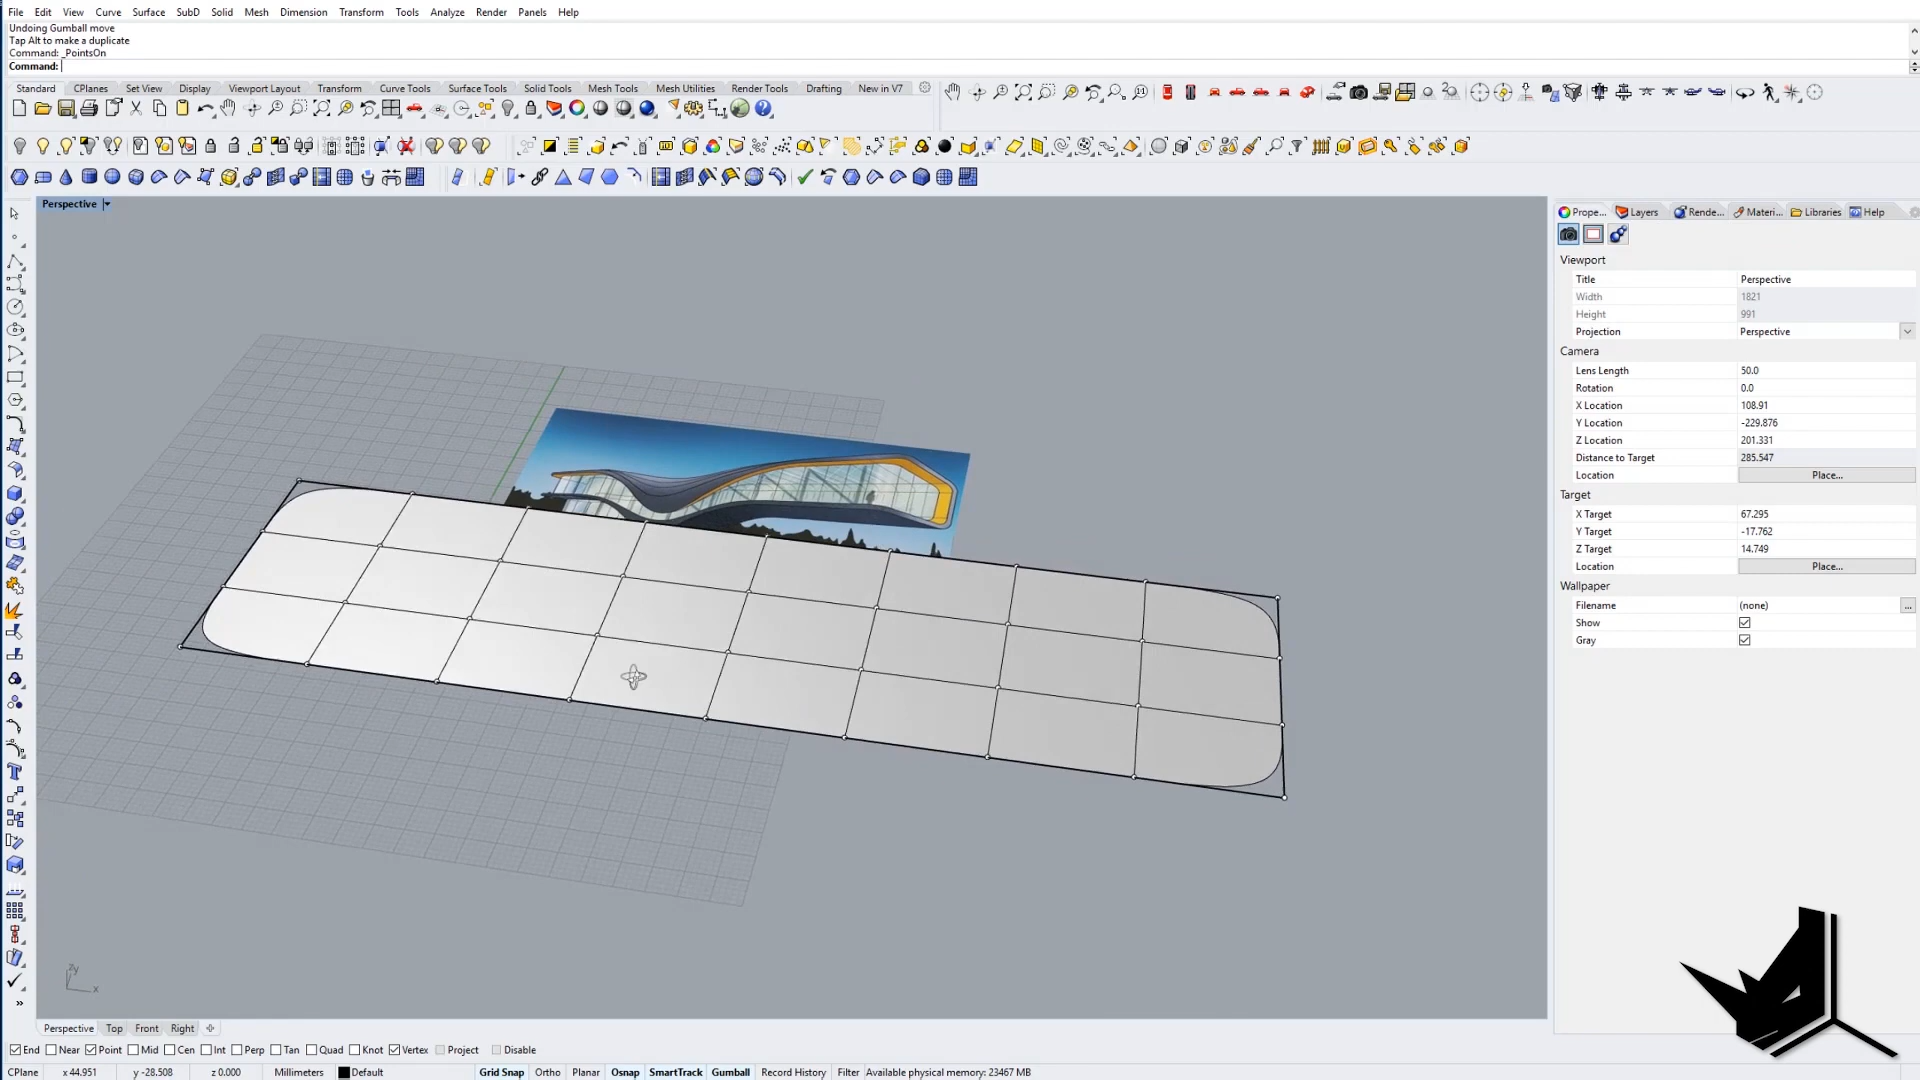 File Edit View Curve Surface SubD Solid Mesh Dimension Transform Tools Analyze Render Panels Help
Undoing Gumball move
Tap Alt to make a duplicate
Command: _PointsOn
Command:
Standard CPlanes Set View Display Viewport Layout Transform Curve Tools Surface Tools Solid Tools Mesh Tools Mesh Utilities Render Tools Drafting New in V7
Perspective
Prope... Layers Rende... Materi... Libraries Help
Viewport
Title Perspective
Width 1821
Height 991
Projection Perspective
Camera
Lens Length 50.0
Rotation 0.0
X Location 108.91
Y Location -229.876
Z Location 201.331
Distance to Target 285.547
Location Place...
Target
X Target 67.295
Y Target -17.762
Z Target 14.749
Location Place...
Wallpaper
Filename (none) ...
Show
Gray
z y
x
Perspective Top Front Right
End Near Point Mid Cen Int Perp Tan Quad Knot Vertex Project Disable
CPlane x 44.951 y -28.508 z 0.000 Millimeters Default Grid Snap Ortho Planar Osnap SmartTrack Gumball Record History Filter Available physical memory: 23467 MB